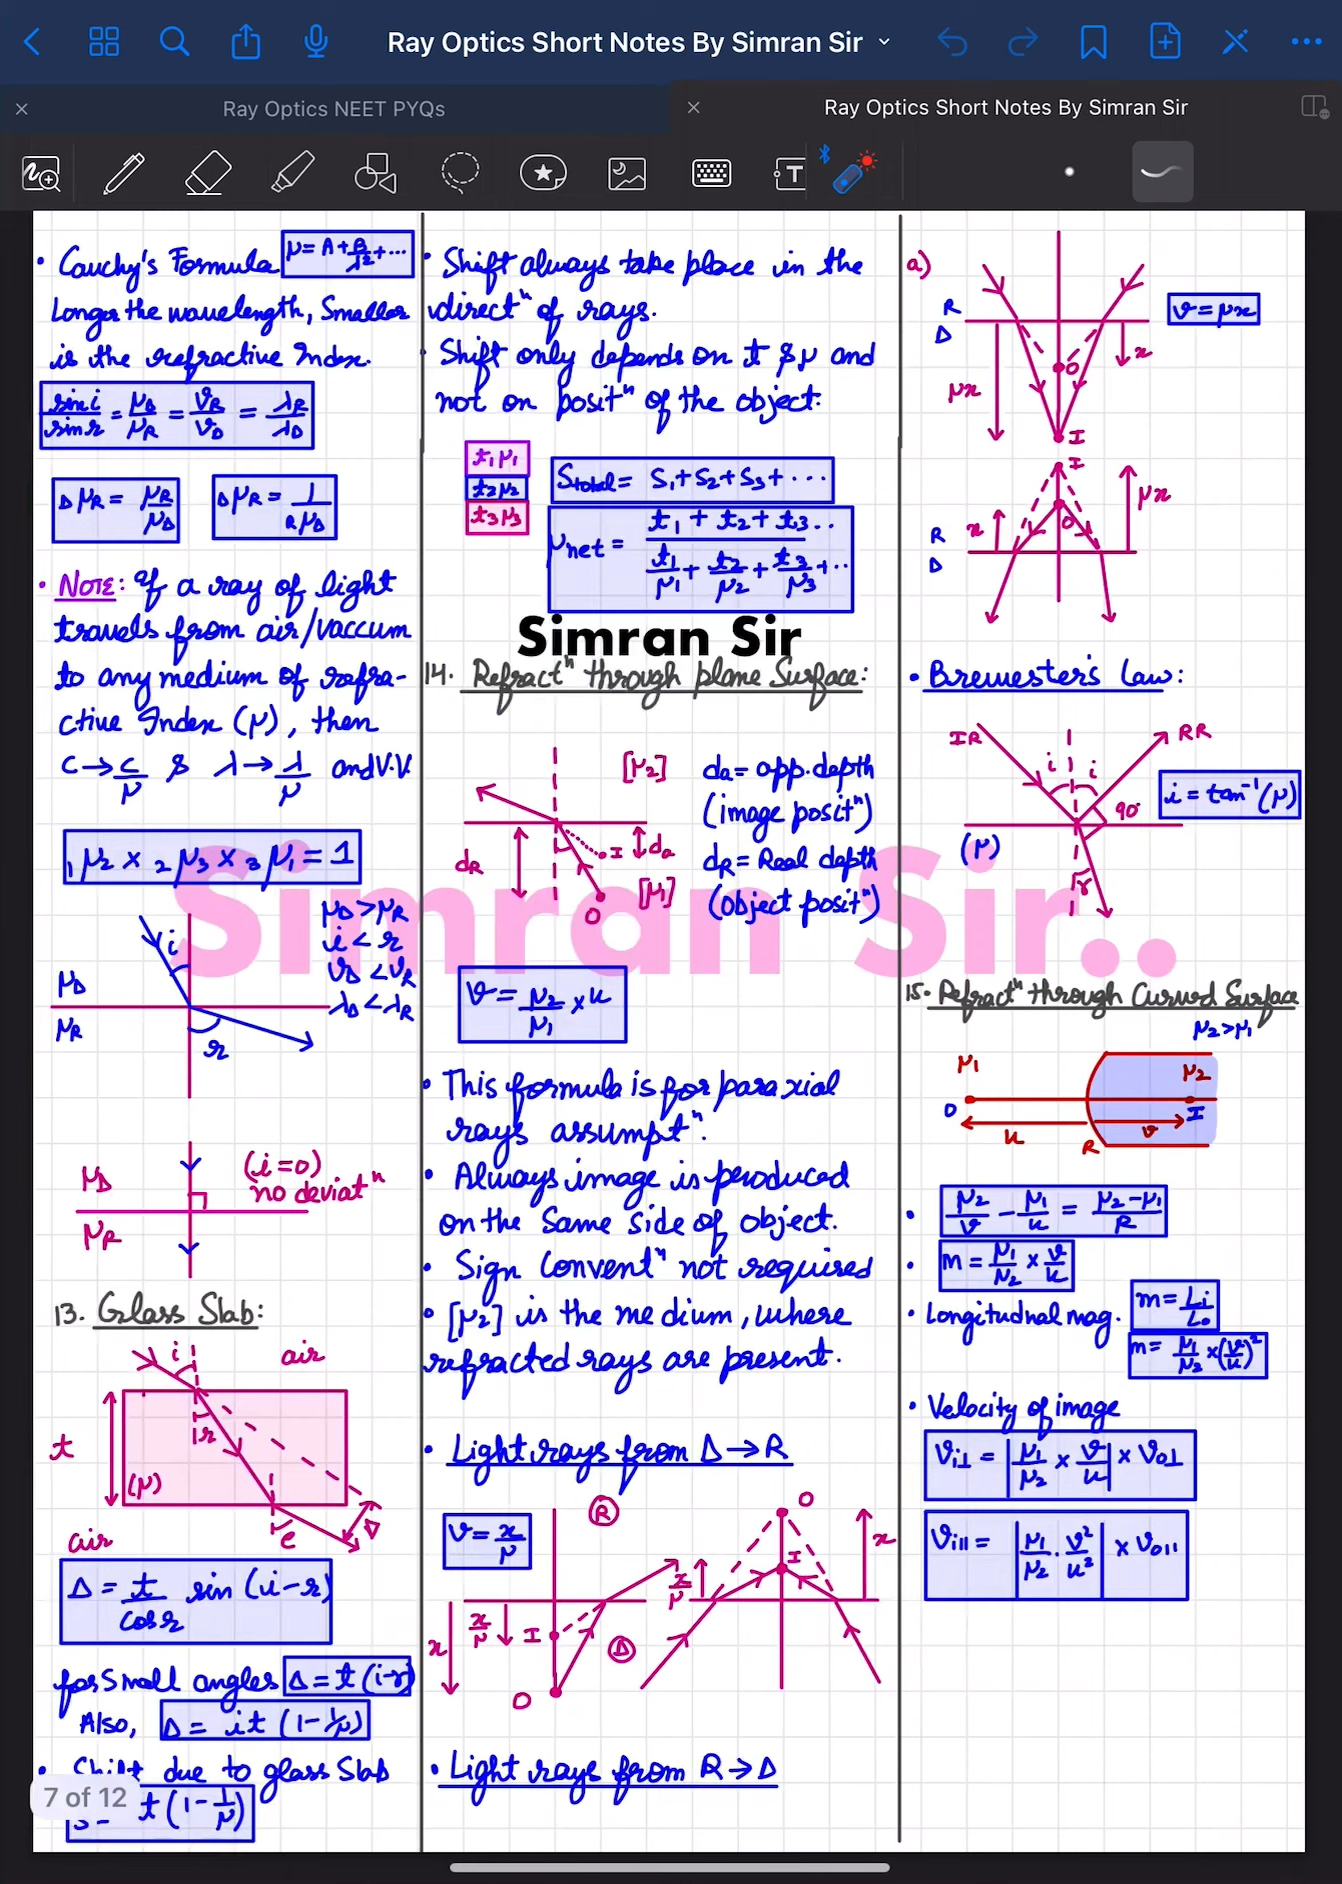 Ray Optics Short Notes By Simran Sir
Ray Optics NEET PYQs
Ray Optics Short Notes By Simran Sir
• Cauchy's Formula μ = A + B/λ² + ...
Longer the wavelength, Smaller
is the refractive Index.
sin i/sin r = μD/μR = vR/vD = λR/λD
DμR = μR/μD
DμR = 1/RμD
• NOTE: If a ray of light
travels from air/vaccum
to any medium of refra-
ctive Index (μ), then
c → c/μ & λ → λ/μ and V.V.
₁μ₂ × ₂μ₃ × ₃μ₁ = 1
μD > μR
i < r
vD < vR
λD < λR
i
μD
μR
r
μD
(i=0)
no deviatⁿ
μR
13. Glass Slab:
i
air
r
t
(μ)
air
e
Δ
Δ = t/cos r sin (i-r)
for small angles Δ = t(i-r)
Also, Δ = it (1-1/μ)
• Shift due to glass Slab
S = t(1-1/μ)
7 of 12
• Shift always take place in the
directⁿ of rays.
• Shift only depends on t & μ and
not on positⁿ of the object.
t₁μ₁
t₂μ₂
t₃μ₃
Stotal = S₁+S₂+S₃+...
μnet = t₁ + t₂ + t₃.. / t₁/μ₁ + t₂/μ₂ + t₃/μ₃ + ..
Simran Sir
14. Refractⁿ through plane Surface:
[μ₂]
da = app. depth
(image positⁿ)
dR
I
da
dR = Real depth
[μ₁]
(object positⁿ)
O
Simran Sir..
v = μ₂/μ₁ × u
• This formula is for paraxial
rays assumptⁿ.
• Always image is produced
on the Same side of object.
• Sign Conventⁿ not required
• [μ₂] is the medium, where
refracted rays are present.
• Light rays from D → R
v = x/μ
R
O
x
I
x/μ
x/μ
I
x
D
O
• Light rays from R → D
a)
R
D
v = μx
x
O
μx
I
I
μx
x
O
R
D
• Brewster's Law:
IR
RR
i
i
i = tan⁻¹(μ)
90°
(μ)
r
15. Refractⁿ through Curved Surface
μ₂ > μ₁
μ₁
μ₂
O
I
u
v
R
• μ₂/v - μ₁/u = μ₂-μ₁/R
• m = μ₁/μ₂ × v/u
• Longitudnal mag. m = Li/Lo
m = μ₁/μ₂ × (v/u)²
• Velocity of image
Vi⊥ = |μ₁/μ₂ × v/u| × Vo⊥
Vi|| = |μ₁/μ₂ . v²/u²| × Vo||